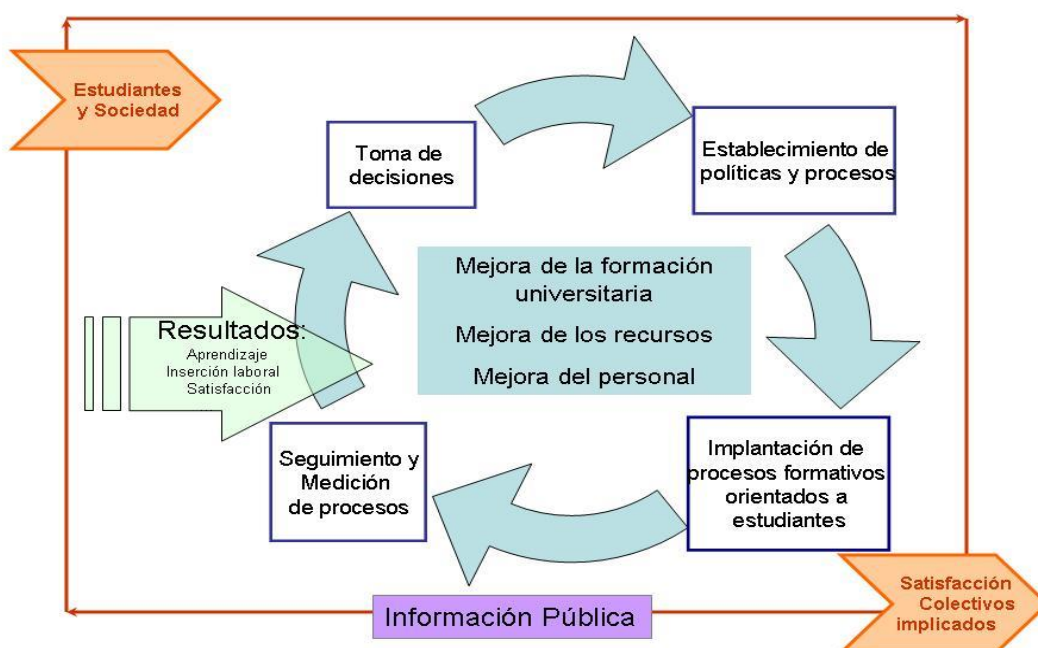 Estudiantes
y Sociedad
Toma de
decisiones
Establecimiento de
políticas y procesos
Mejora de la formación
universitaria
Mejora de los recursos
Mejora del personal
Resultados:
Aprendizaje
Inserción laboral
Satisfacción
...
Seguimiento y
Medición
de procesos
Implantación de
procesos formativos
orientados a
estudiantes
Información Pública
Satisfacción
Colectivos
implicados